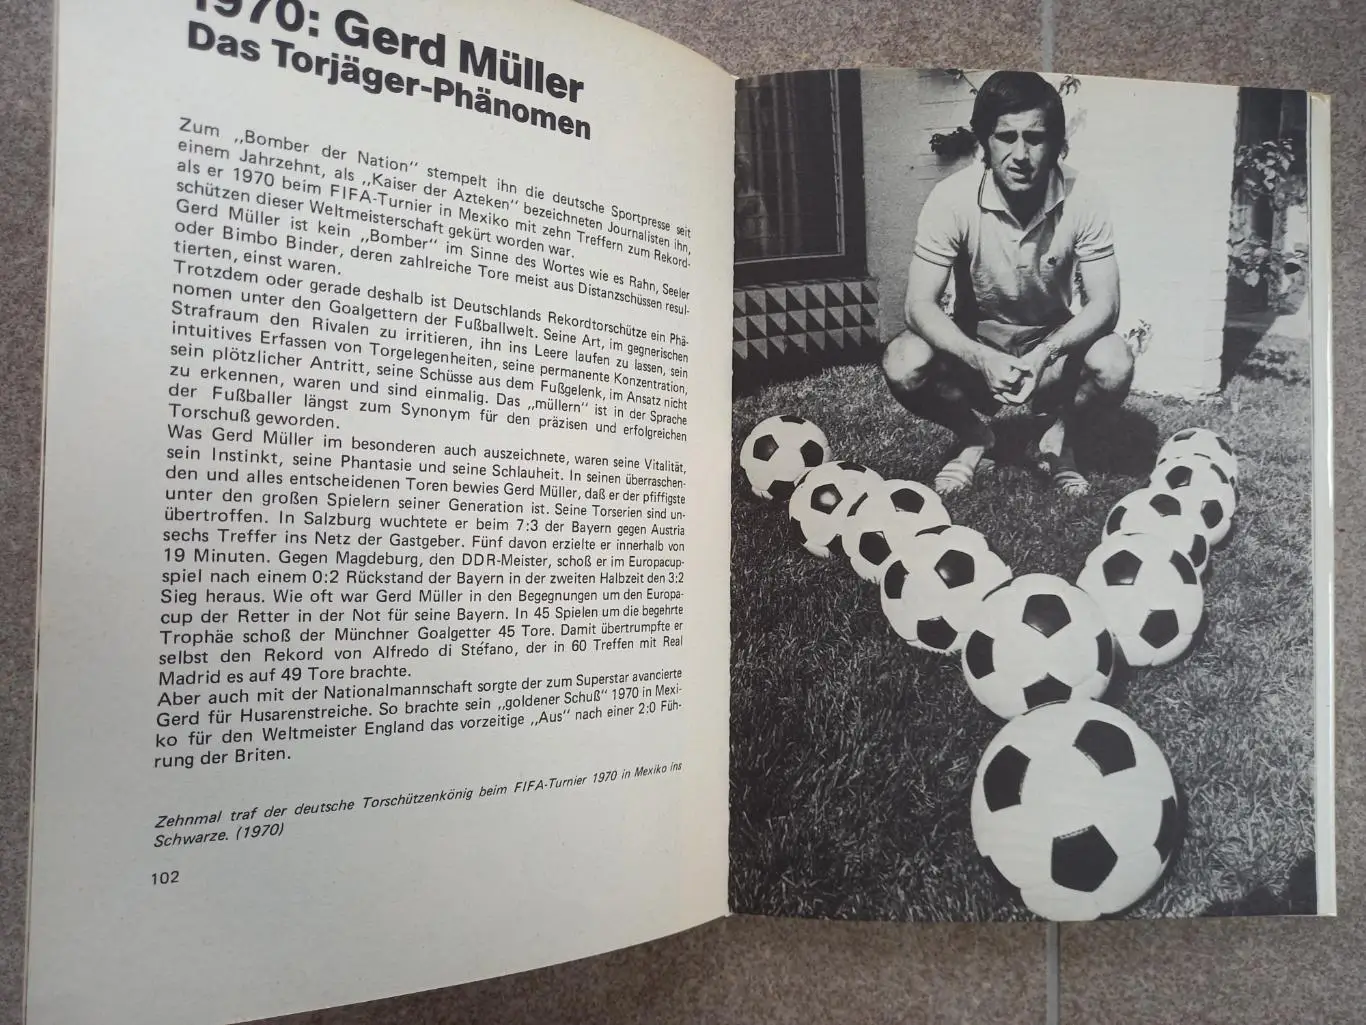 1970: Gerd Müller
Das Torjäger-Phänomen
Zum „Bomber der Nation" stempelt ihn die deutsche Sportpresse seit
einem Jahrzehnt, als „Kaiser der Azteken" bezeichneten Journalisten ihn,
als er 1970 beim FIFA-Turnier in Mexiko mit zehn Treffern zum Rekord-
schützen dieser Weltmeisterschaft gekürt worden war.
Gerd Müller ist kein „Bomber" im Sinne des Wortes wie es Rahn, Seeler
oder Bimbo Binder, deren zahlreiche Tore meist aus Distanzschüssen resul-
tierten, einst waren.
Trotzdem oder gerade deshalb ist Deutschlands Rekordtorschütze ein Phä-
nomen unter den Goalgettern der Fußballwelt. Seine Art, im gegnerischen
Strafraum den Rivalen zu irritieren, ihn ins Leere laufen zu lassen, sein
intuitives Erfassen von Torgelegenheiten, seine permanente Konzentration,
sein plötzlicher Antritt, seine Schüsse aus dem Fußgelenk, im Ansatz nicht
zu erkennen, waren und sind einmalig. Das „müllern" ist in der Sprache
der Fußballer längst zum Synonym für den präzisen und erfolgreichen
Torschuß geworden.
Was Gerd Müller im besonderen auch auszeichnete, waren seine Vitalität,
sein Instinkt, seine Phantasie und seine Schlauheit. In seinen überraschen-
den und alles entscheidenen Toren bewies Gerd Müller, daß er der pfiffigste
unter den großen Spielern seiner Generation ist. Seine Torserien sind un-
übertroffen. In Salzburg wuchtete er beim 7:3 der Bayern gegen Austria
sechs Treffer ins Netz der Gastgeber. Fünf davon erzielte er innerhalb von
19 Minuten. Gegen Magdeburg, den DDR-Meister, schoß er im Europacup-
spiel nach einem 0:2 Rückstand der Bayern in der zweiten Halbzeit den 3:2
Sieg heraus. Wie oft war Gerd Müller in den Begegnungen um den Europa-
cup der Retter in der Not für seine Bayern. In 45 Spielen um die begehrte
Trophäe schoß der Münchner Goalgetter 45 Tore. Damit übertrumpfte er
selbst den Rekord von Alfredo di Stéfano, der in 60 Treffen mit Real
Madrid es auf 49 Tore brachte.
Aber auch mit der Nationalmannschaft sorgte der zum Superstar avancierte
Gerd für Husarenstreiche. So brachte sein „goldener Schuß" 1970 in Mexi-
ko für den Weltmeister England das vorzeitige „Aus" nach einer 2:0 Füh-
rung der Briten.
Zehnmal traf der deutsche Torschützenkönig beim FIFA-Turnier 1970 in Mexiko ins
Schwarze. (1970)
102